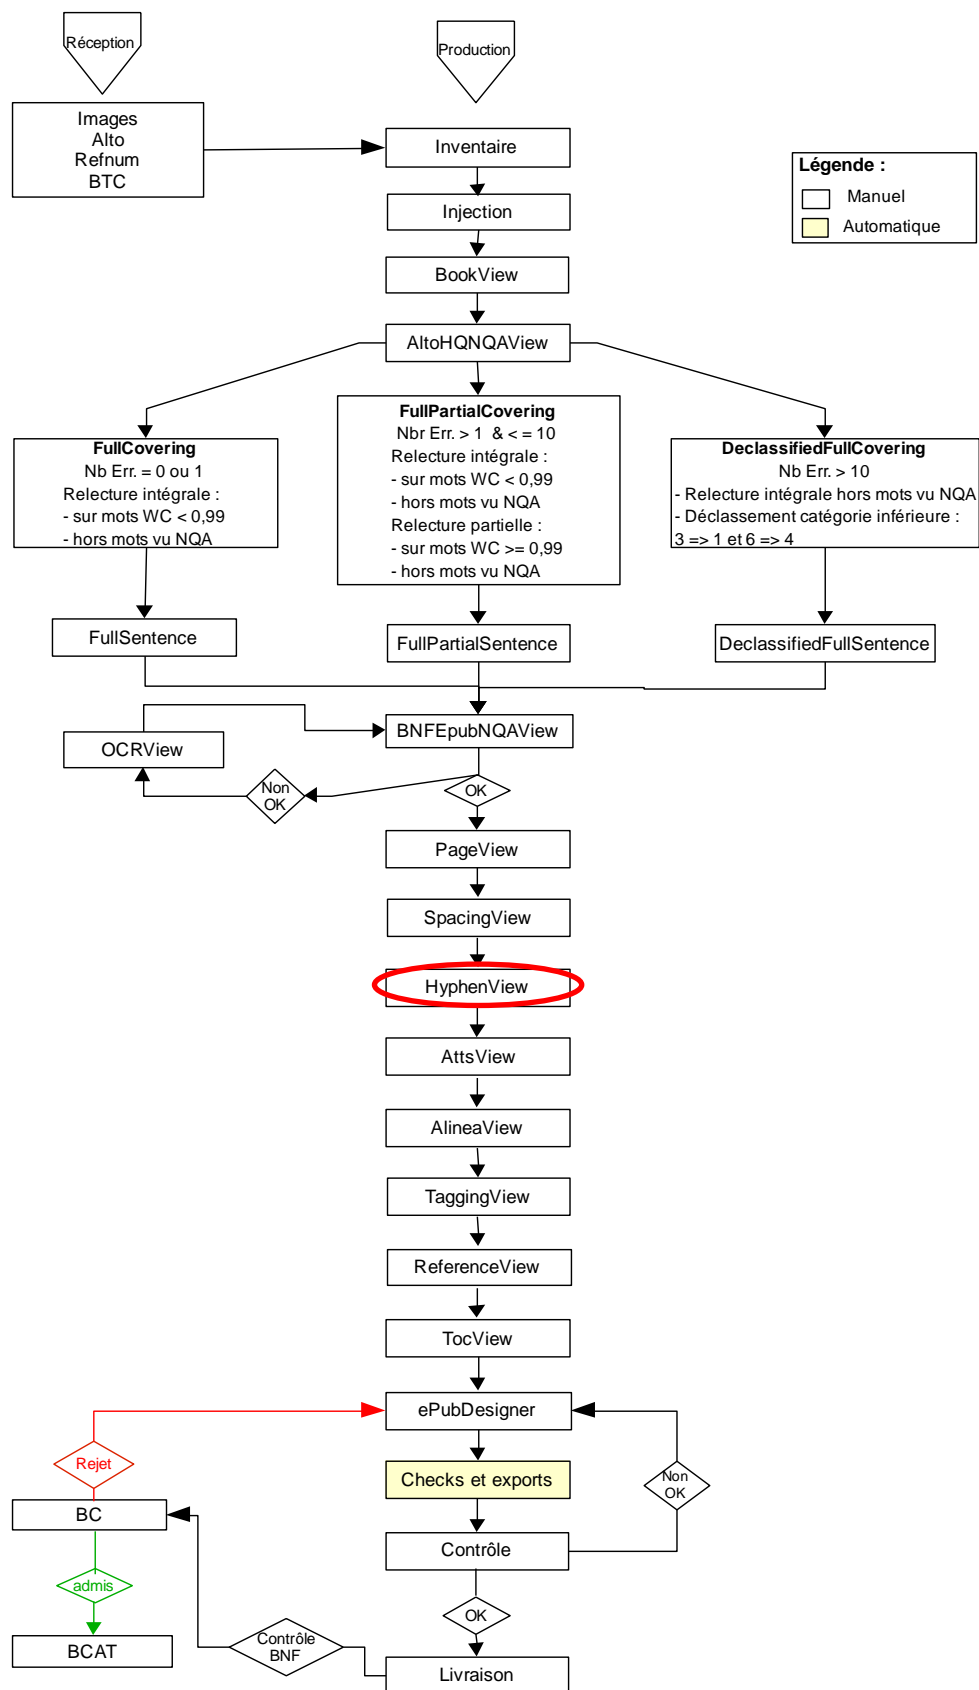 Réception
Production
Images
Alto
Refnum
BTC
Inventaire
Légende :
Manuel
Automatique
Injection
BookView
AltoHQNQAView
FullCovering
Nb Err. = 0 ou 1
Relecture intégrale :
- sur mots WC < 0,99
- hors mots vu NQA
FullPartialCovering
Nbr Err. > 1 & < = 10
Relecture intégrale :
- sur mots WC < 0,99
- hors mots vu NQA
Relecture partielle :
- sur mots WC >= 0,99
- hors mots vu NQA
DeclassifiedFullCovering
Nb Err. > 10
- Relecture intégrale hors mots vu NQA
- Déclassement catégorie inférieure :
3 => 1 et 6 => 4
FullSentence
FullPartialSentence
DeclassifiedFullSentence
BNFEpubNQAView
OCRView
Non
OK
OK
PageView
SpacingView
HyphenView
AttsView
AlineaView
TaggingView
ReferenceView
TocView
ePubDesigner
Rejet
Checks et exports
Non
OK
BC
Contrôle
admis
OK
Contrôle
BNF
BCAT
Livraison